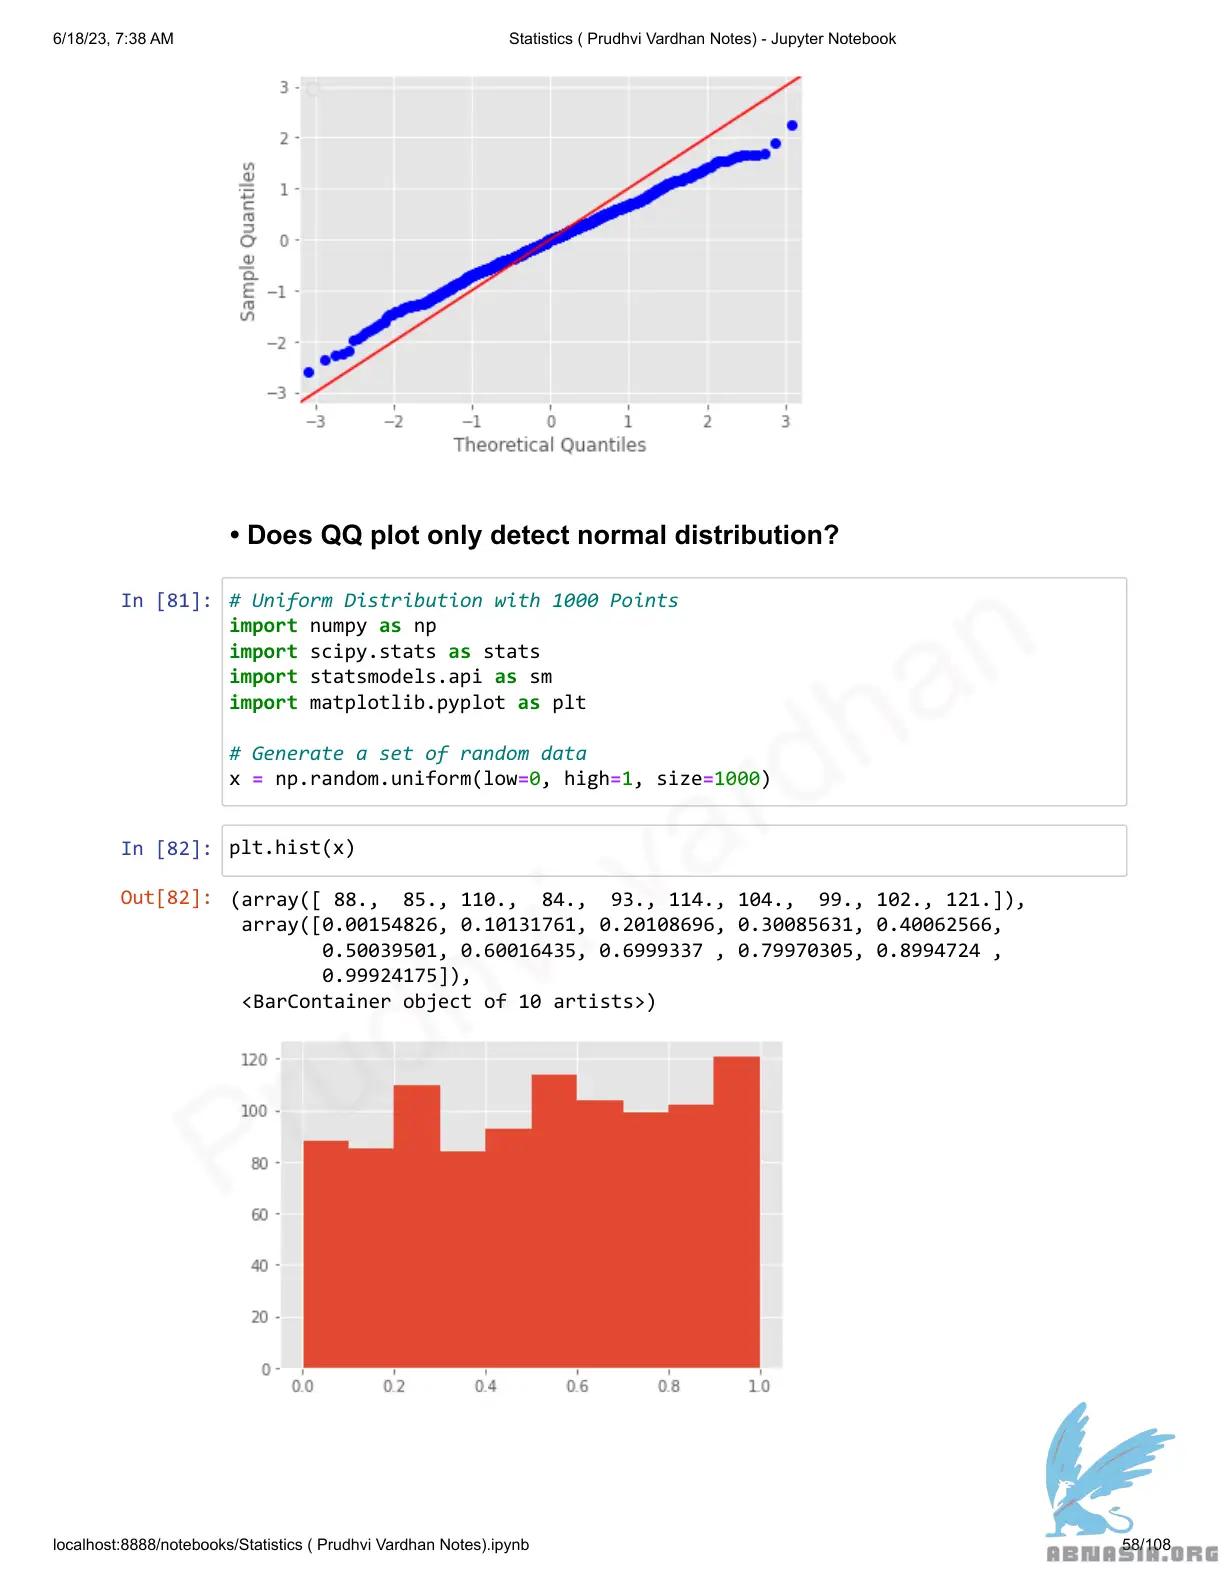 6/18/23, 7:38 AM
Statistics ( Prudhvi Vardhan Notes) - Jupyter Notebook
3
2
1
0
−1
−2
−3
Sample Quantiles
−3 −2 −1 0 1 2 3
Theoretical Quantiles
• Does QQ plot only detect normal distribution?
In [81]:
# Uniform Distribution with 1000 Points
import numpy as np
import scipy.stats as stats
import statsmodels.api as sm
import matplotlib.pyplot as plt
# Generate a set of random data
x = np.random.uniform(low=0, high=1, size=1000)
In [82]:
plt.hist(x)
Out[82]:
(array([ 88.,  85., 110.,  84.,  93., 114., 104.,  99., 102., 121.]),
array([0.00154826, 0.10131761, 0.20108696, 0.30085631, 0.40062566,
0.50039501, 0.60016435, 0.6999337 , 0.79970305, 0.8994724 ,
0.99924175]),
<BarContainer object of 10 artists>)
120
100
80
60
40
20
0
0.0 0.2 0.4 0.6 0.8 1.0
Prudhvi vardhan
localhost:8888/notebooks/Statistics ( Prudhvi Vardhan Notes).ipynb
58/108
ABNASIA.ORG